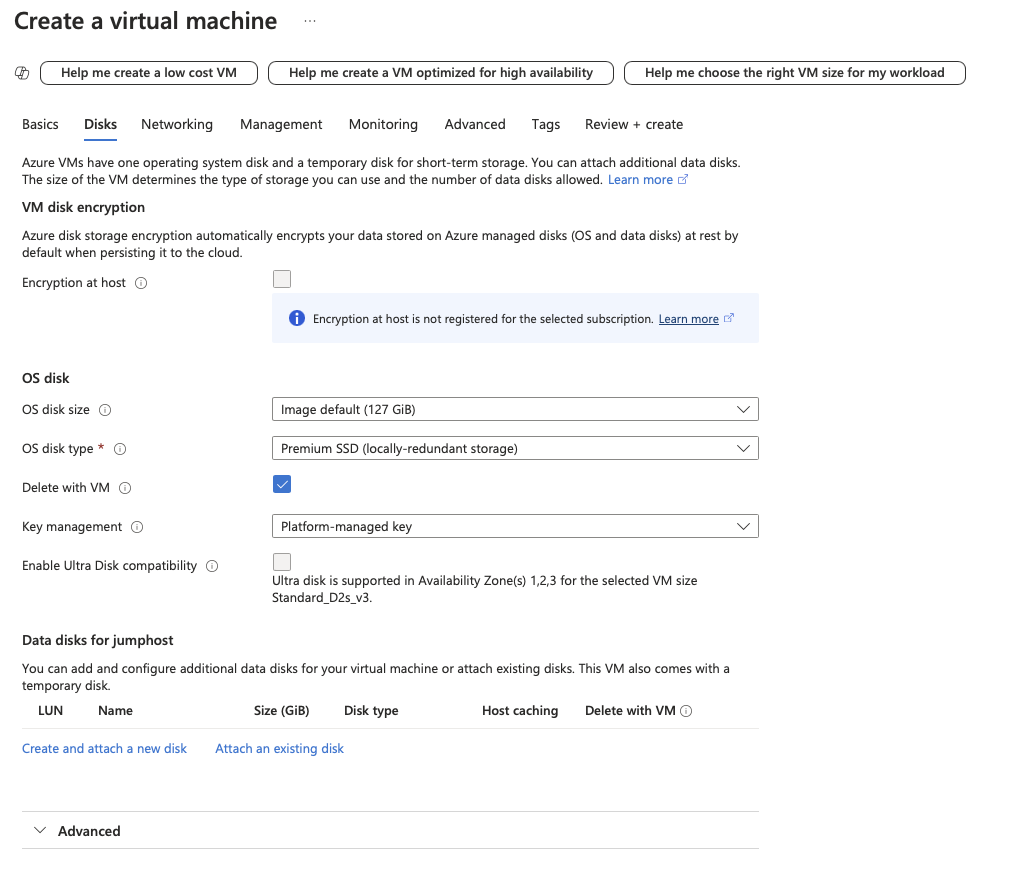 Create a virtual machine ...
Help me create a low cost VM
Help me create a VM optimized for high availability
Help me choose the right VM size for my workload
Basics Disks Networking Management Monitoring Advanced Tags Review + create
Azure VMs have one operating system disk and a temporary disk for short-term storage. You can attach additional data disks.
The size of the VM determines the type of storage you can use and the number of data disks allowed. Learn more
VM disk encryption
Azure disk storage encryption automatically encrypts your data stored on Azure managed disks (OS and data disks) at rest by
default when persisting it to the cloud.
Encryption at host
Encryption at host is not registered for the selected subscription. Learn more
OS disk
OS disk size
Image default (127 GiB)
OS disk type *
Premium SSD (locally-redundant storage)
Delete with VM
Key management
Platform-managed key
Enable Ultra Disk compatibility
Ultra disk is supported in Availability Zone(s) 1,2,3 for the selected VM size
Standard_D2s_v3.
Data disks for jumphost
You can add and configure additional data disks for your virtual machine or attach existing disks. This VM also comes with a
temporary disk.
LUN Name Size (GiB) Disk type Host caching Delete with VM
Create and attach a new disk Attach an existing disk
Advanced